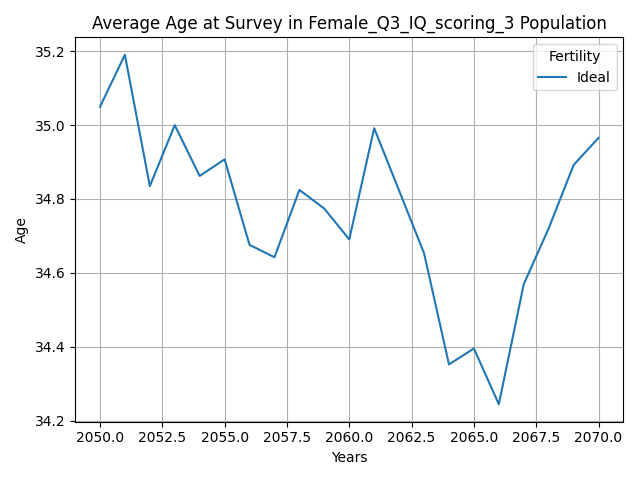 Average Age at Survey in Female_Q3_IQ_scoring_3 Population
Fertility
Ideal
35.2
35.0
34.8
34.6
34.4
34.2
Age
2050.0 2052.5 2055.0 2057.5 2060.0 2062.5 2065.0 2067.5 2070.0
Years